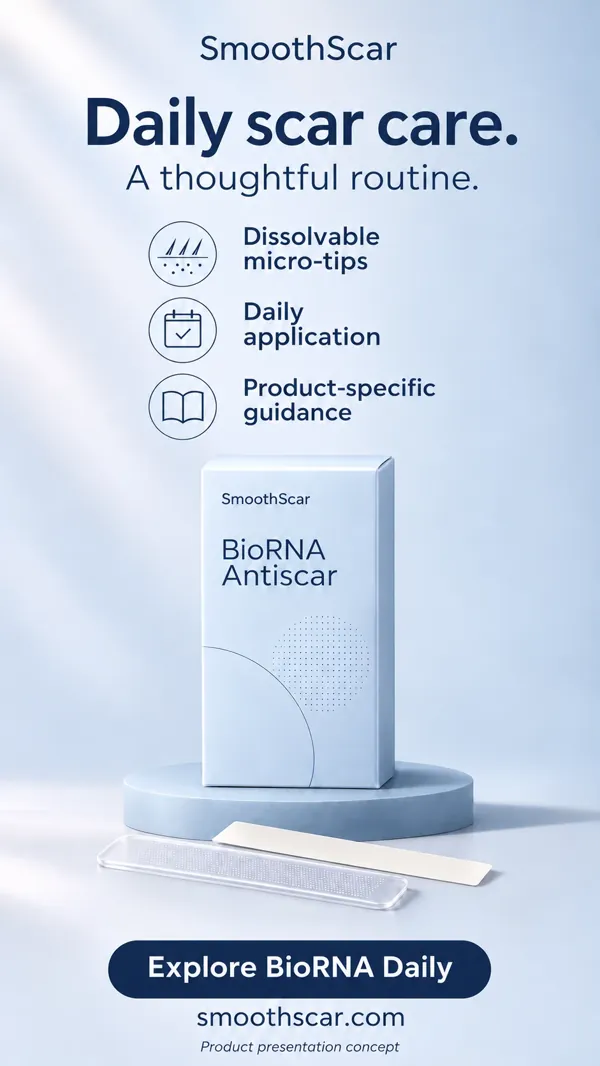 SmoothScar
Daily scar care.
A thoughtful routine.
Dissolvable
micro-tips
Daily
application
Product-specific
guidance
SmoothScar
BioRNA
Antiscar
Explore BioRNA Daily
smoothscar.com
Product presentation concept